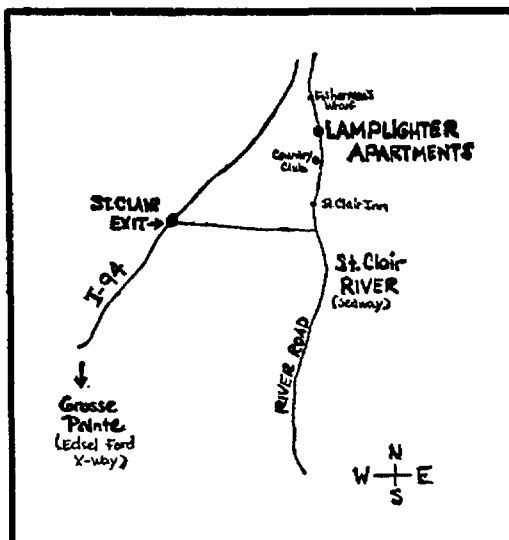 Fisherman's
Wharf
LAMPLIGHTER
APARTMENTS
Country
Club
St. Clair Inn
ST. CLAIR
EXIT→
St. Clair
RIVER
(Seaway)
I-94
RIVER ROAD
Grosse
Pointe
(Edsel Ford
X-way)
N
W E
S